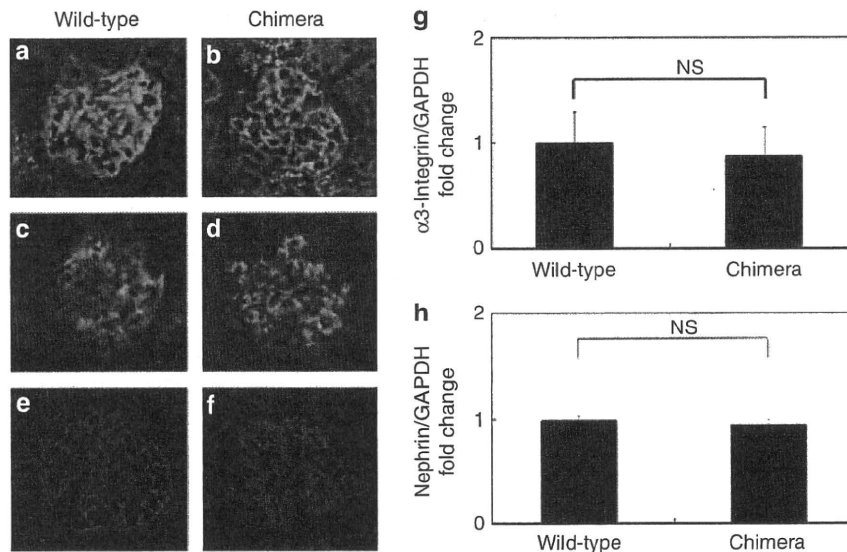 Wild-type
Chimera
a
b
c
d
e
f
g
α3-Integrin/GAPDH
fold change
2
1
0
NS
Wild-type
Chimera
h
Nephrin/GAPDH
fold change
2
1
0
NS
Wild-type
Chimera